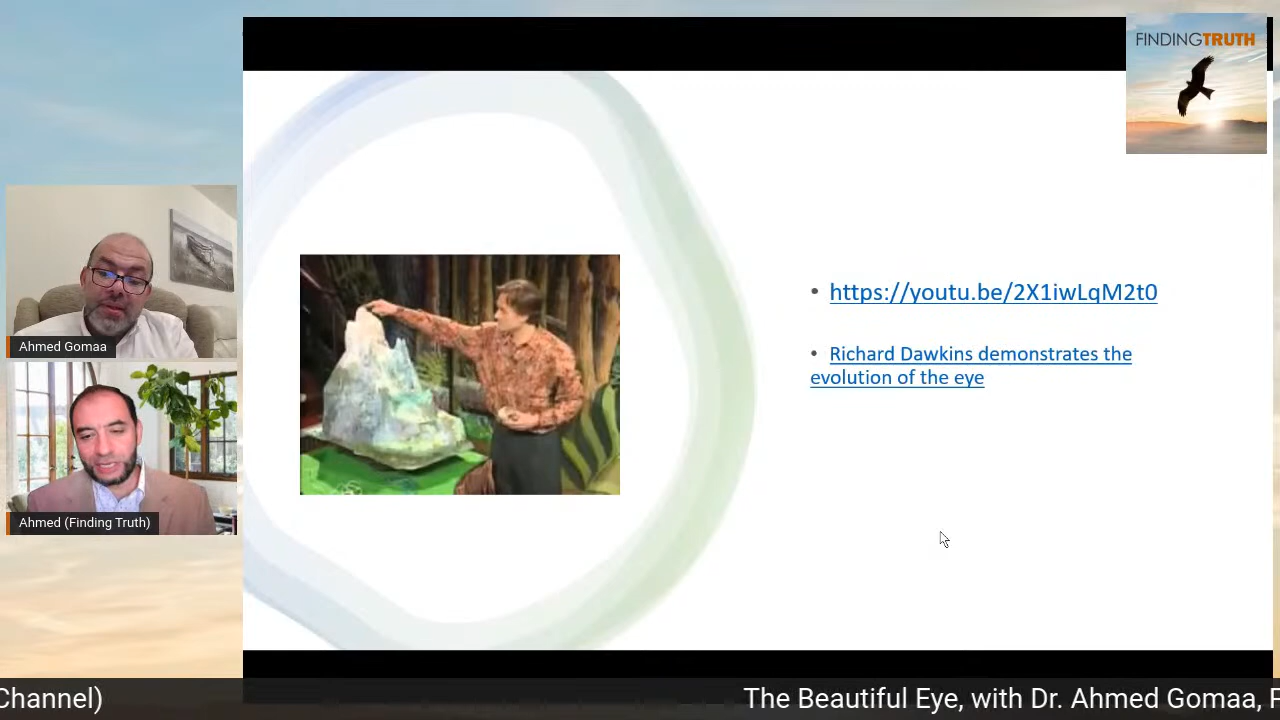 FINDINGTRUTH
Ahmed Gomaa
Ahmed (Finding Truth)
• https://youtu.be/2X1iwLqM2t0
• Richard Dawkins demonstrates the
evolution of the eye
Channel) The Beautiful Eye, with Dr. Ahmed Gomaa, P